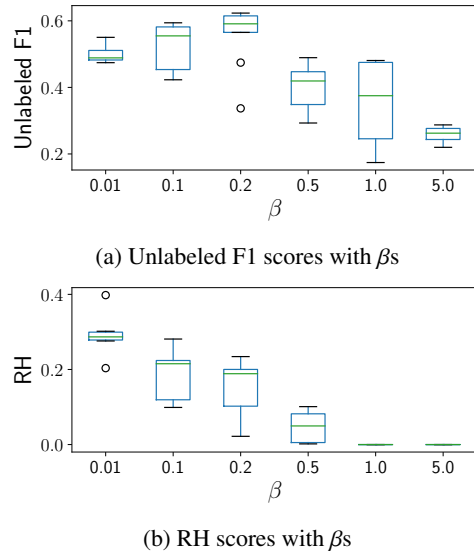 0.6
0.4
0.2
Unlabeled F1
0.01 0.1 0.2 0.5 1.0 5.0
β
(a) Unlabeled F1 scores with βs
0.4
0.2
0.0
RH
0.01 0.1 0.2 0.5 1.0 5.0
β
(b) RH scores with βs